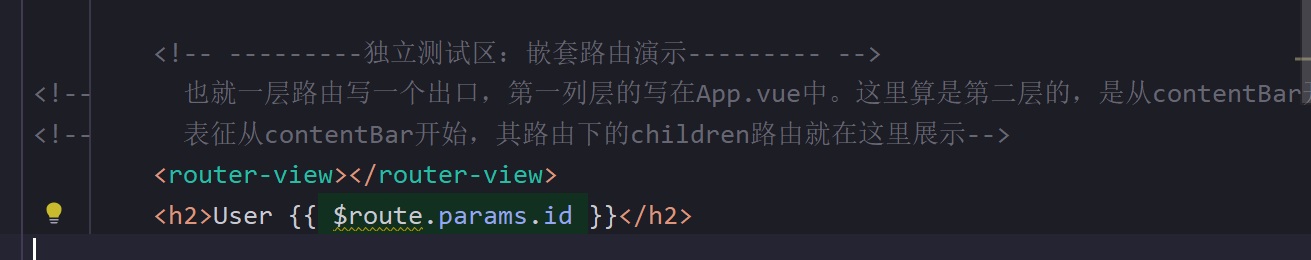 <!-- ---------独立测试区：嵌套路由演示--------- -->
<!-- 也就一层路由写一个出口，第一列层的写在App.vue中。这里算是第二层的，是从contentBar
<!-- 表征从contentBar开始，其路由下的children路由就在这里展示-->
<router-view></router-view>
<h2>User {{ $route.params.id }}</h2>